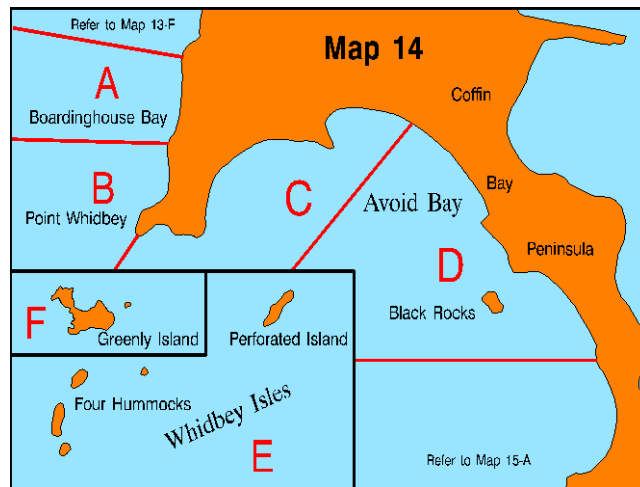 Refer to Map 13-F
Map 14
A
Coffin
Boardinghouse Bay
B
C
Bay
Point Whidbey
Avoid Bay
Peninsula
D
F
Black Rocks
Greenly Island
Perforated Island
Four Hummocks
Whidbey Isles
E
Refer to Map 15-A